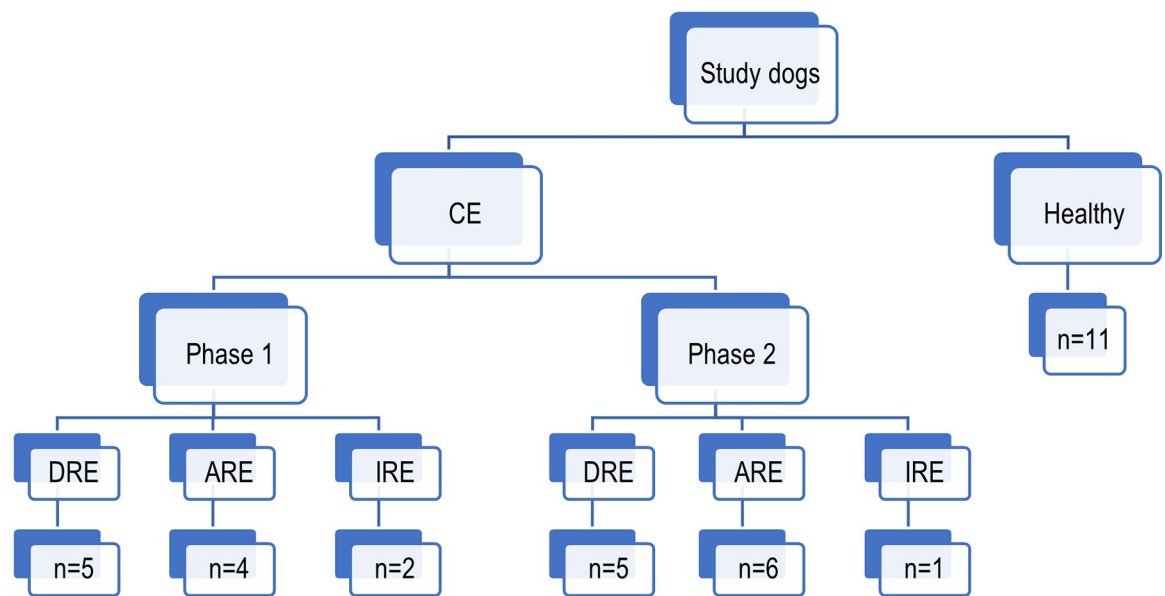 Study dogs
CE
Healthy
Phase 1
Phase 2
n=11
DRE
ARE
IRE
DRE
ARE
IRE
n=5
n=4
n=2
n=5
n=6
n=1